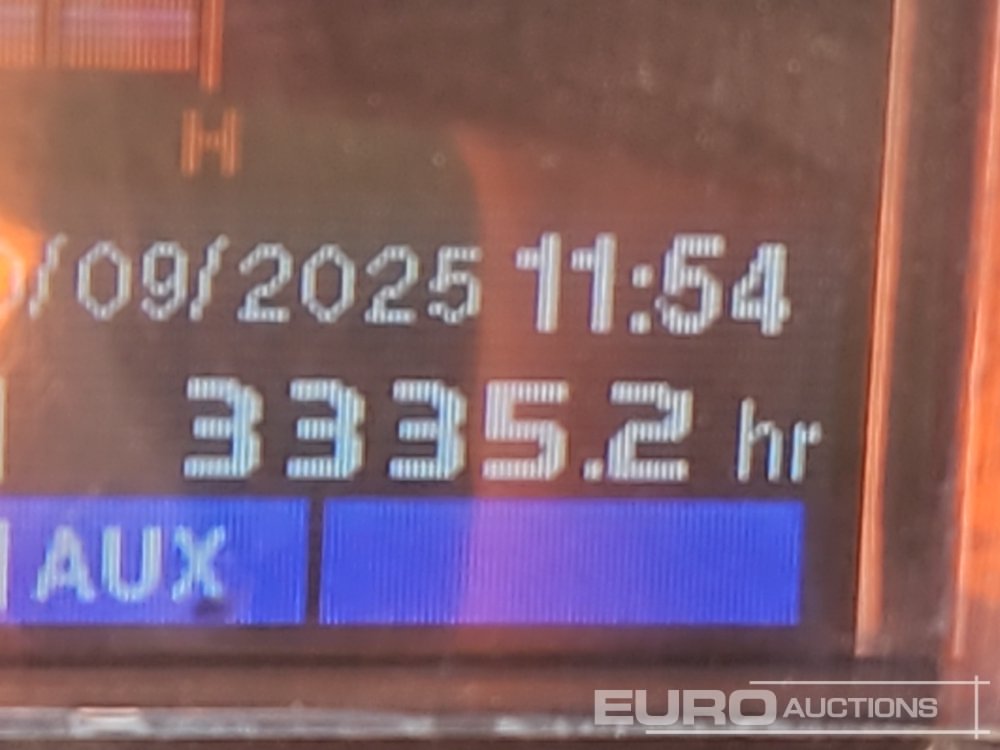 H
/09/2025 11:54
3335.2 hr
AUX
EURO AUCTIONS